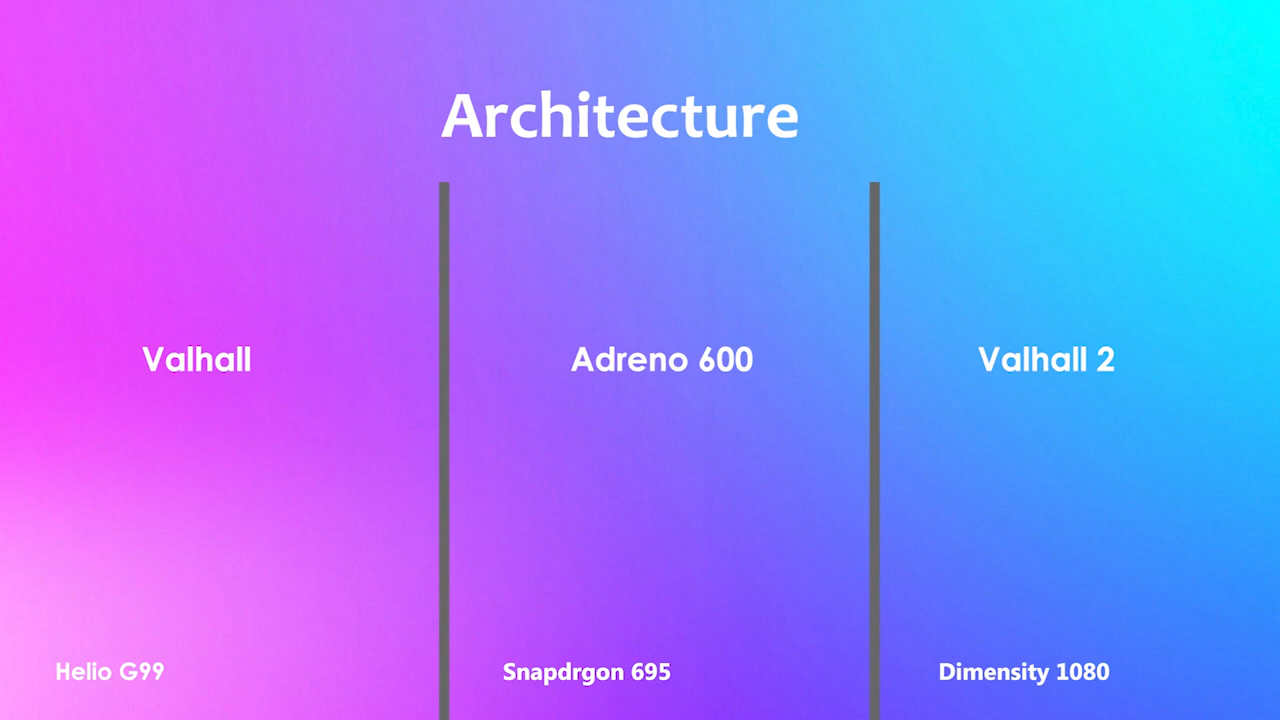 Architecture
Valhall
Adreno 600
Valhall 2
Helio G99
Snapdrgon 695
Dimensity 1080